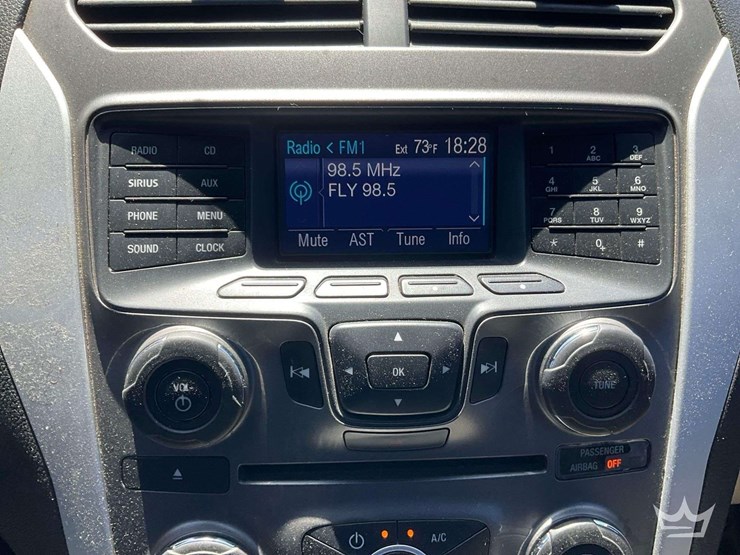 RADIO CD
SIRIUS AUX
PHONE MENU
SOUND CLOCK
Radio < FM1 Ext 73°F 18:28
98.5 MHz
FLY 98.5
Mute AST Tune Info
1 2 ABC 3 DEF
4 GHI 5 JKL 6 MNO
7 PQRS 8 TUV 9 WXYZ
* 0 + #
OK
VOL
TUNE
PASSENGER
AIRBAG OFF
A/C